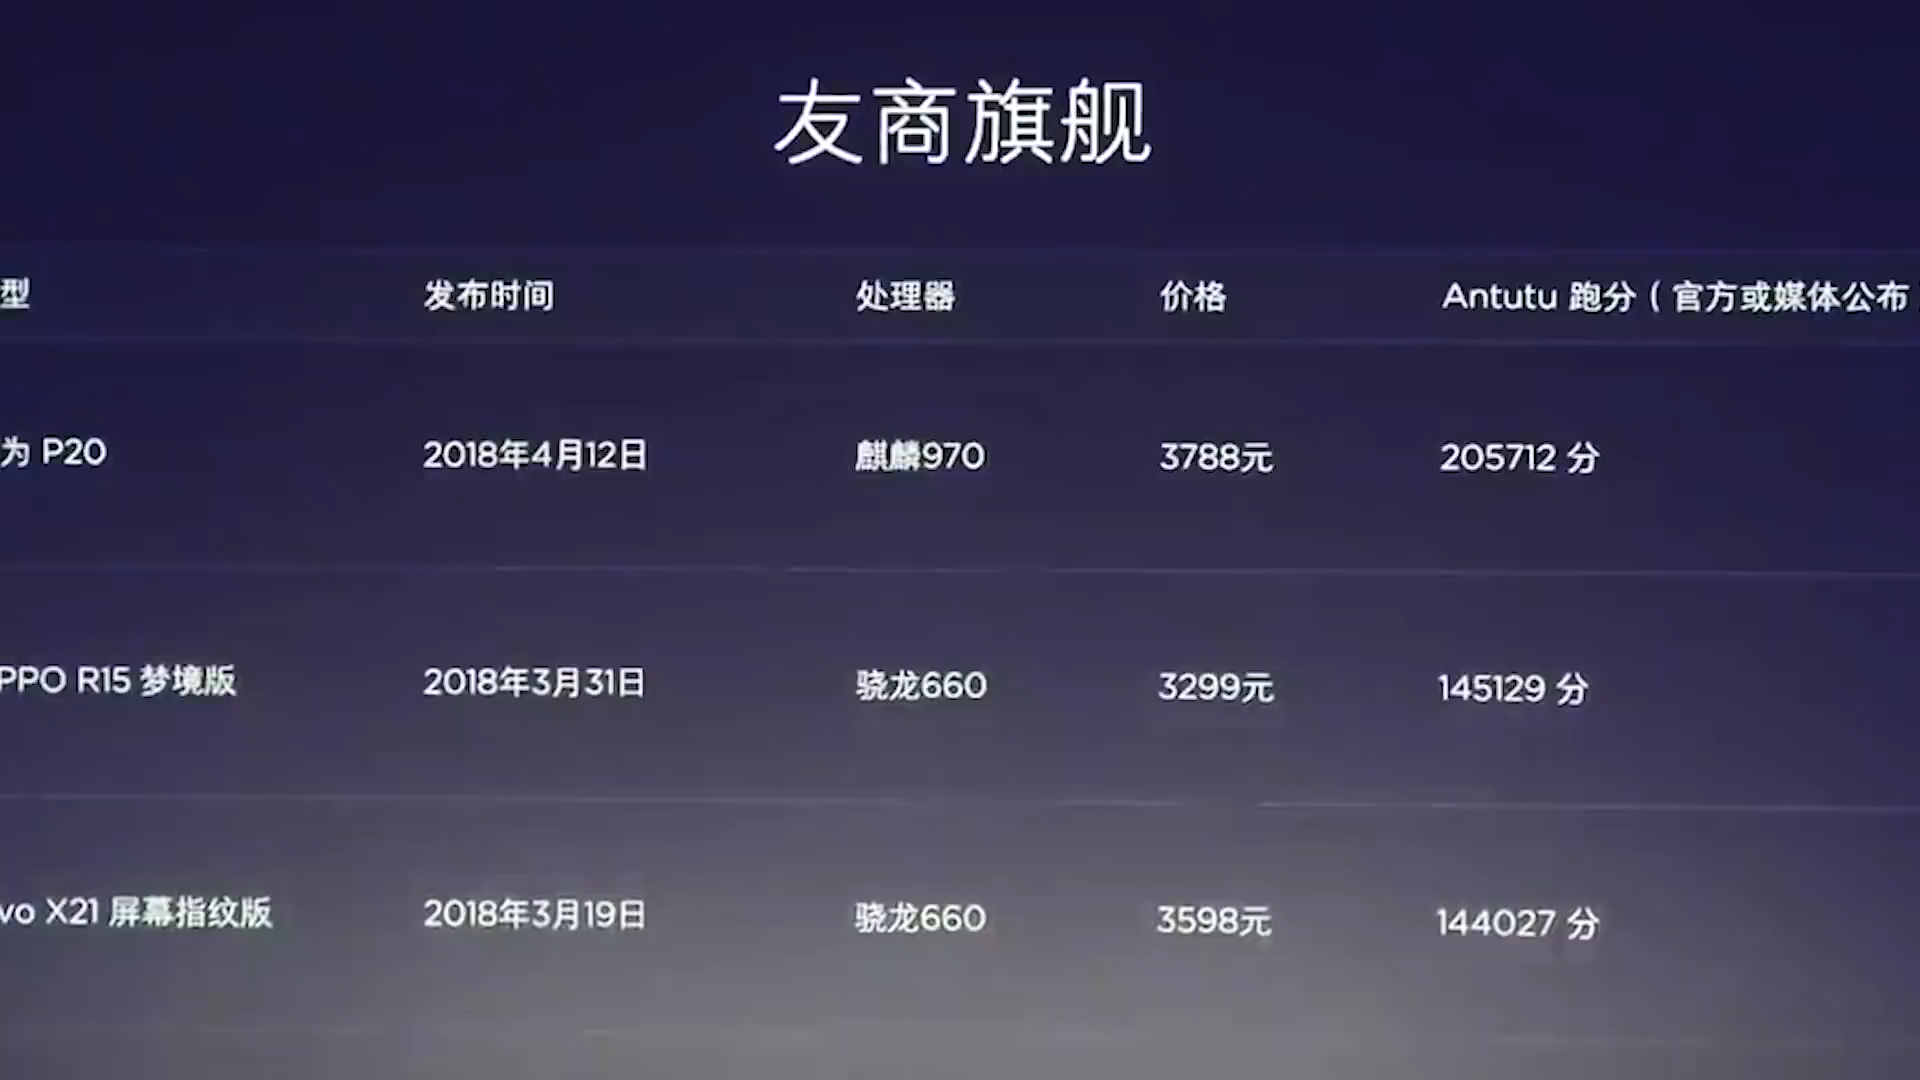 友商旗舰
型 发布时间 处理器 价格 Antutu 跑分（官方或媒体公布
为 P20 2018年4月12日 麒麟970 3788元 205712 分
PPO R15 梦境版 2018年3月31日 骁龙660 3299元 145129 分
vo X21 屏幕指纹版 2018年3月19日 骁龙660 3598元 144027 分